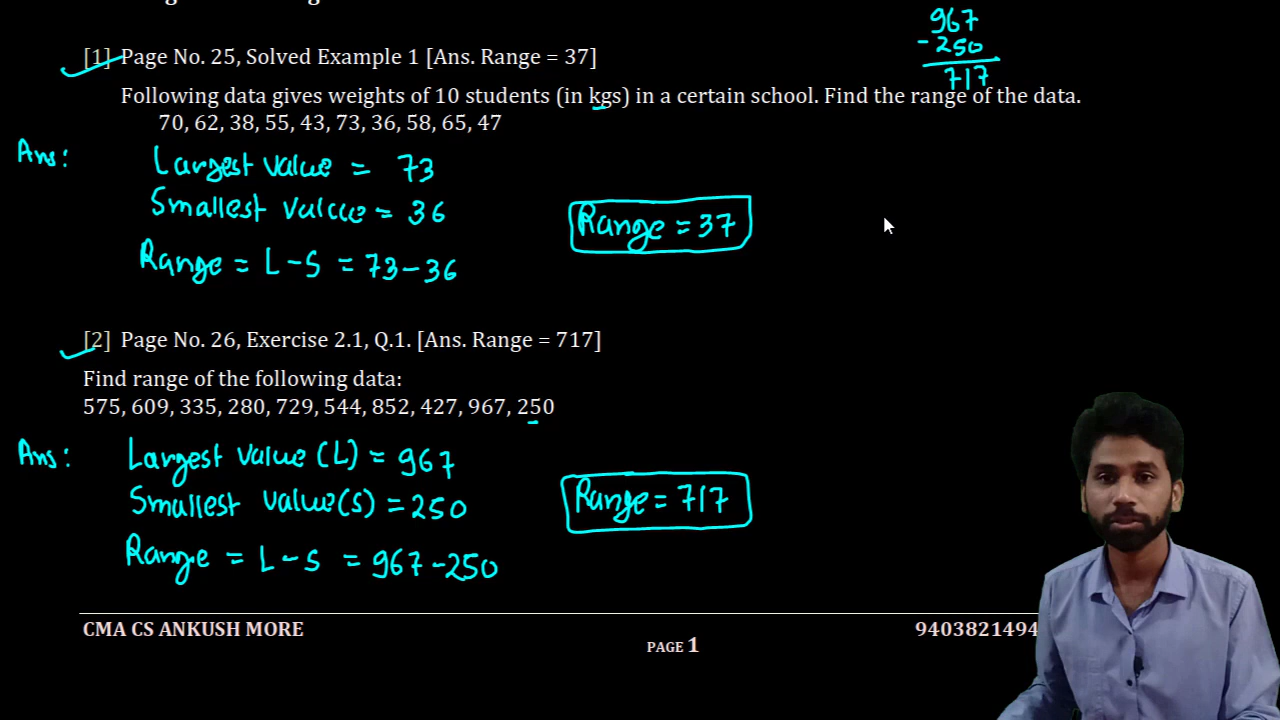 967
- 250
717
[1] Page No. 25, Solved Example 1 [Ans. Range = 37]
Following data gives weights of 10 students (in kgs) in a certain school. Find the range of the data.
70, 62, 38, 55, 43, 73, 36, 58, 65, 47
Ans:
Largest value = 73
Smallest value = 36
Range = 37
Range = L - S = 73 - 36
[2] Page No. 26, Exercise 2.1, Q.1. [Ans. Range = 717]
Find range of the following data:
575, 609, 335, 280, 729, 544, 852, 427, 967, 250
Ans:
Largest value (L) = 967
Smallest value(s) = 250
Range = 717
Range = L - S = 967 - 250
CMA CS ANKUSH MORE
9403821494
PAGE 1